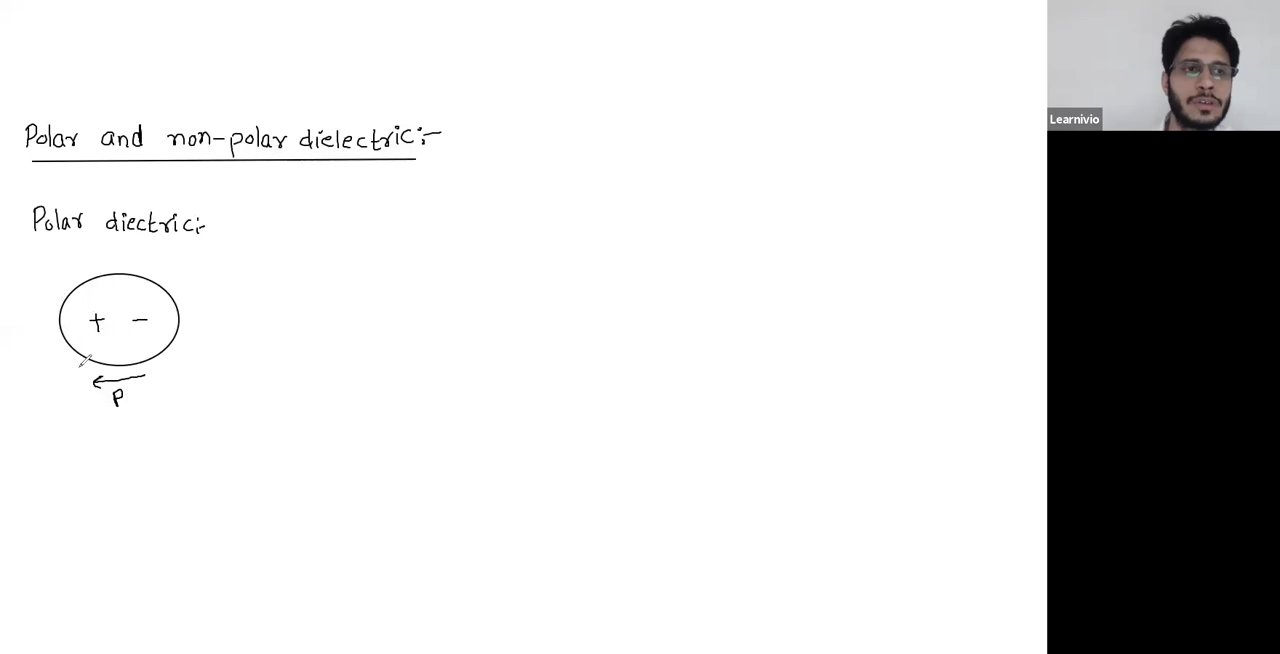 Polar and non-polar dielectric:-
Polar diectric:-
+ -
←
P
Learnivio